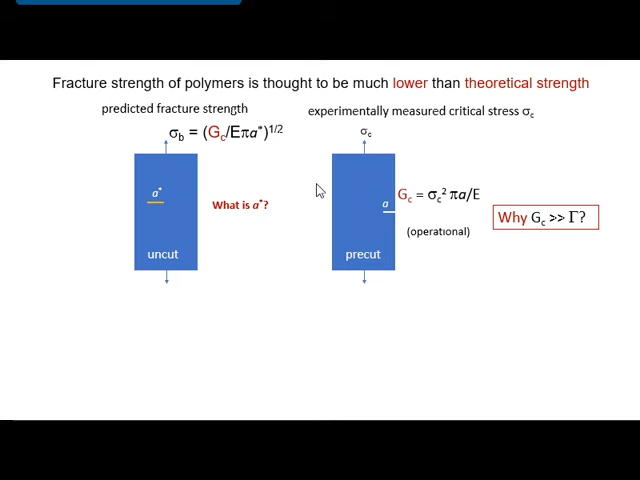 Fracture strength of polymers is thought to be much lower than theoretical strength
predicted fracture strength
experimentally measured critical stress σc
σb = (Gc/Eπa*)1/2
σc
a*
What is a*?
a
Gc = σc2 πa/E
(operational)
Why Gc >> Γ?
uncut
precut